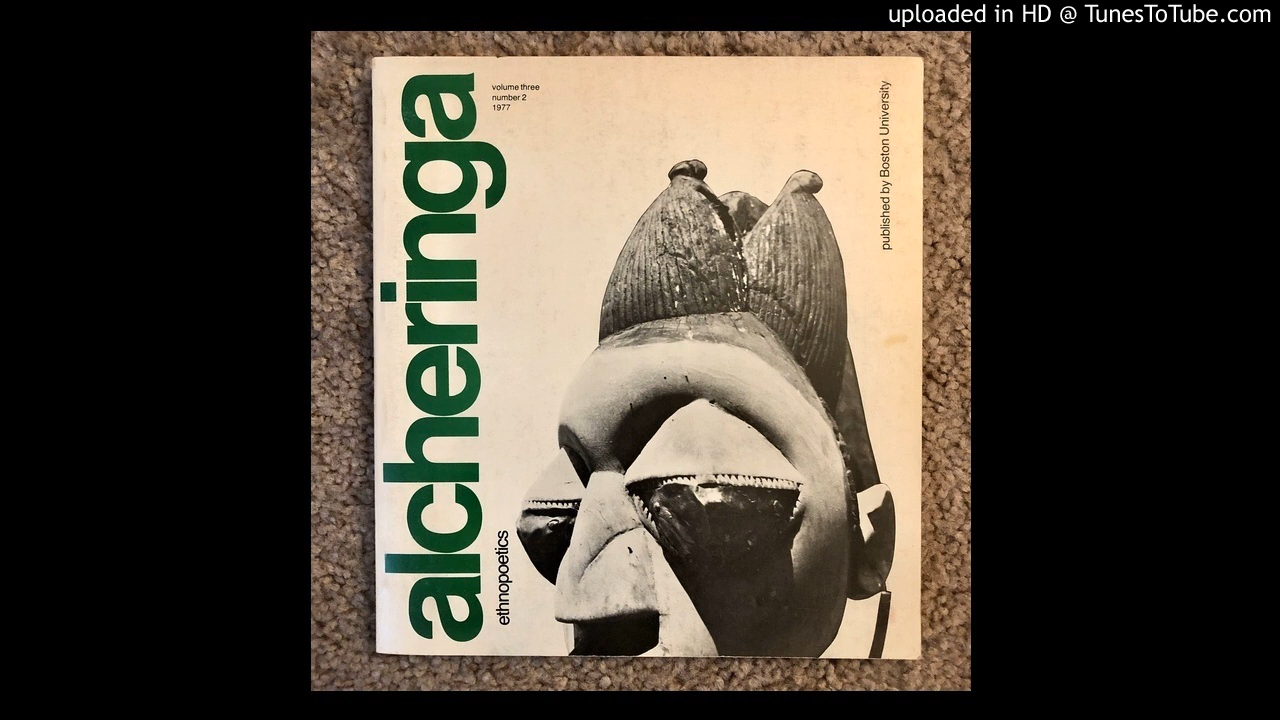 uploaded in HD @ TunesToTube.com
alcheringa
volume three
number 2
1977
published by Boston University
ethnopoetics